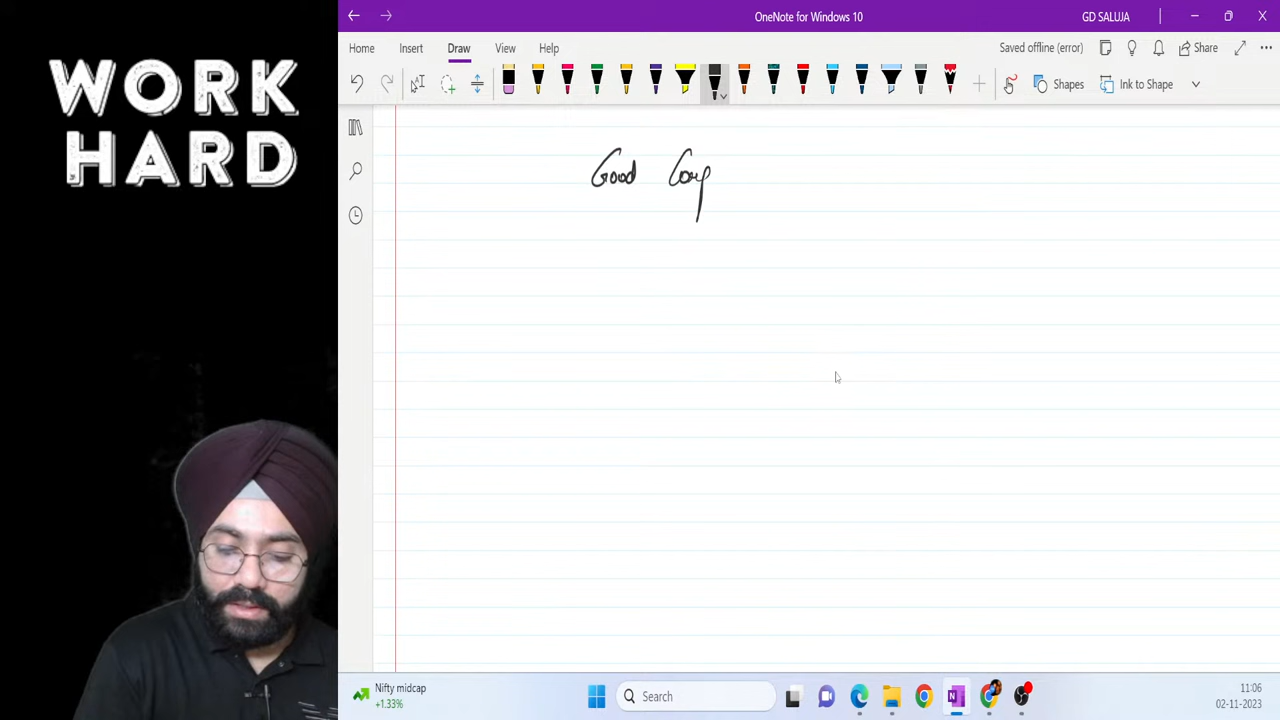 WORK
HARD
OneNote for Windows 10
GD SALUJA
Home Insert Draw View Help
Saved offline (error)
Share
Shapes
Ink to Shape
Good Corp
Nifty midcap
+1.33%
Search
11:06
02-11-2023